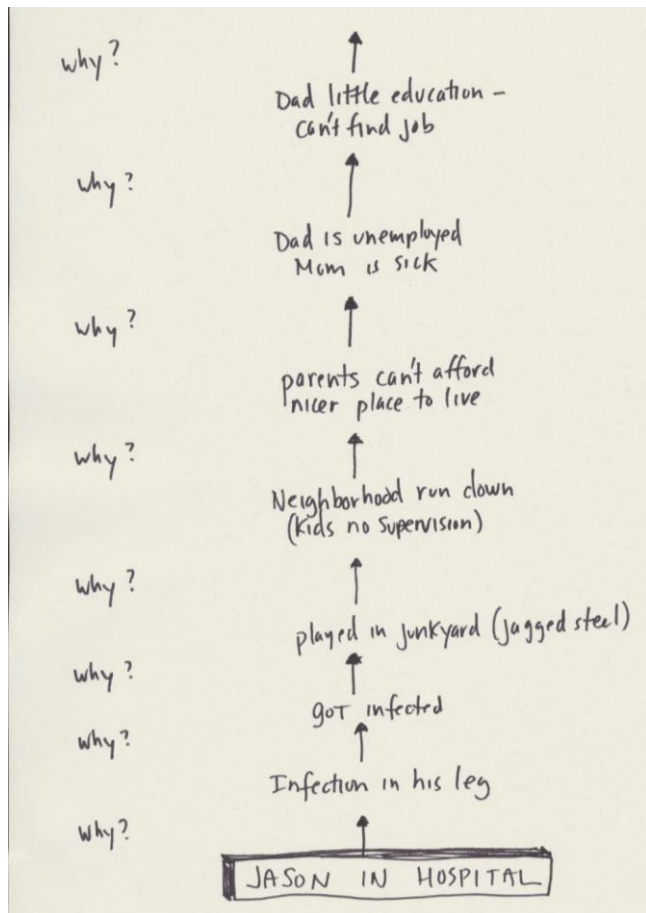 why?
Dad little education –
can't find job
why?
Dad is unemployed
Mom is sick
why?
parents can't afford
nicer place to live
why?
Neighborhood run down
(kids no supervision)
why?
played in junkyard (jagged steel)
why?
got infected
why?
Infection in his leg
why?
JASON IN HOSPITAL